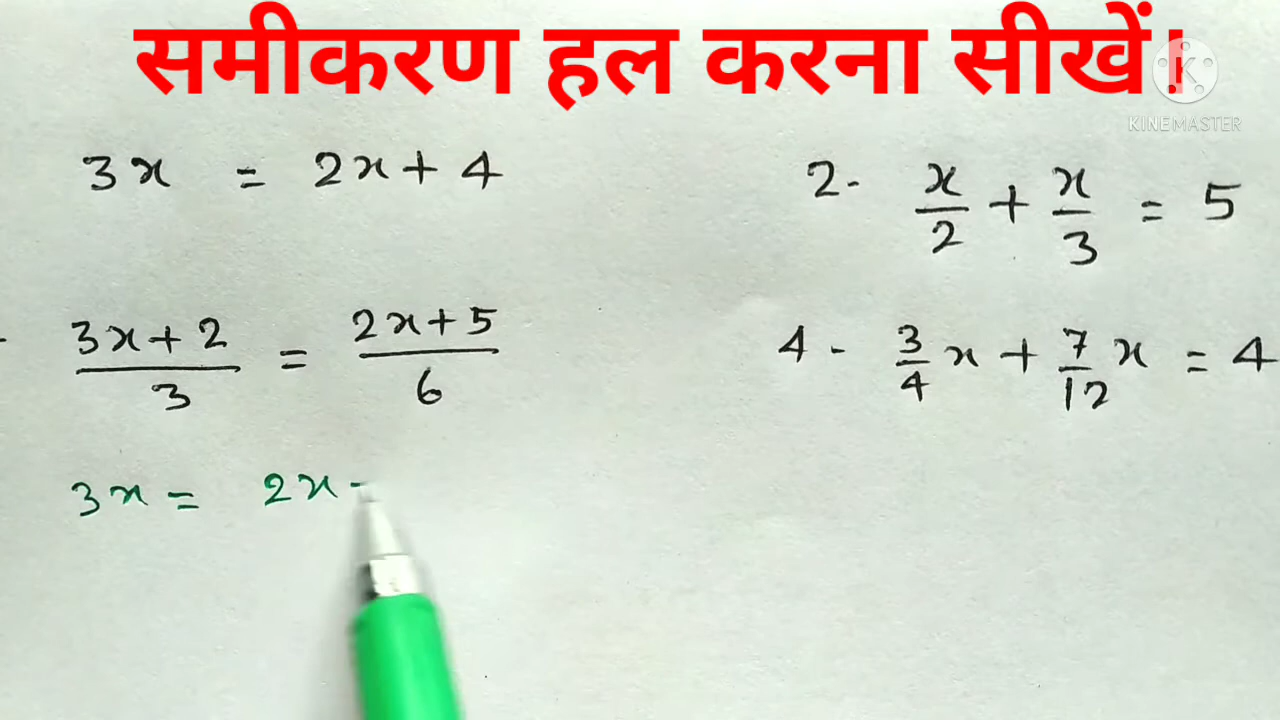 समीकरण हल करना सीखें।
KINEMASTER
3x = 2x + 4
2. x/2 + x/3 = 5
- (3x + 2)/3 = (2x + 5)/6
4 - 3/4 x + 7/12 x = 4
3x = 2x -